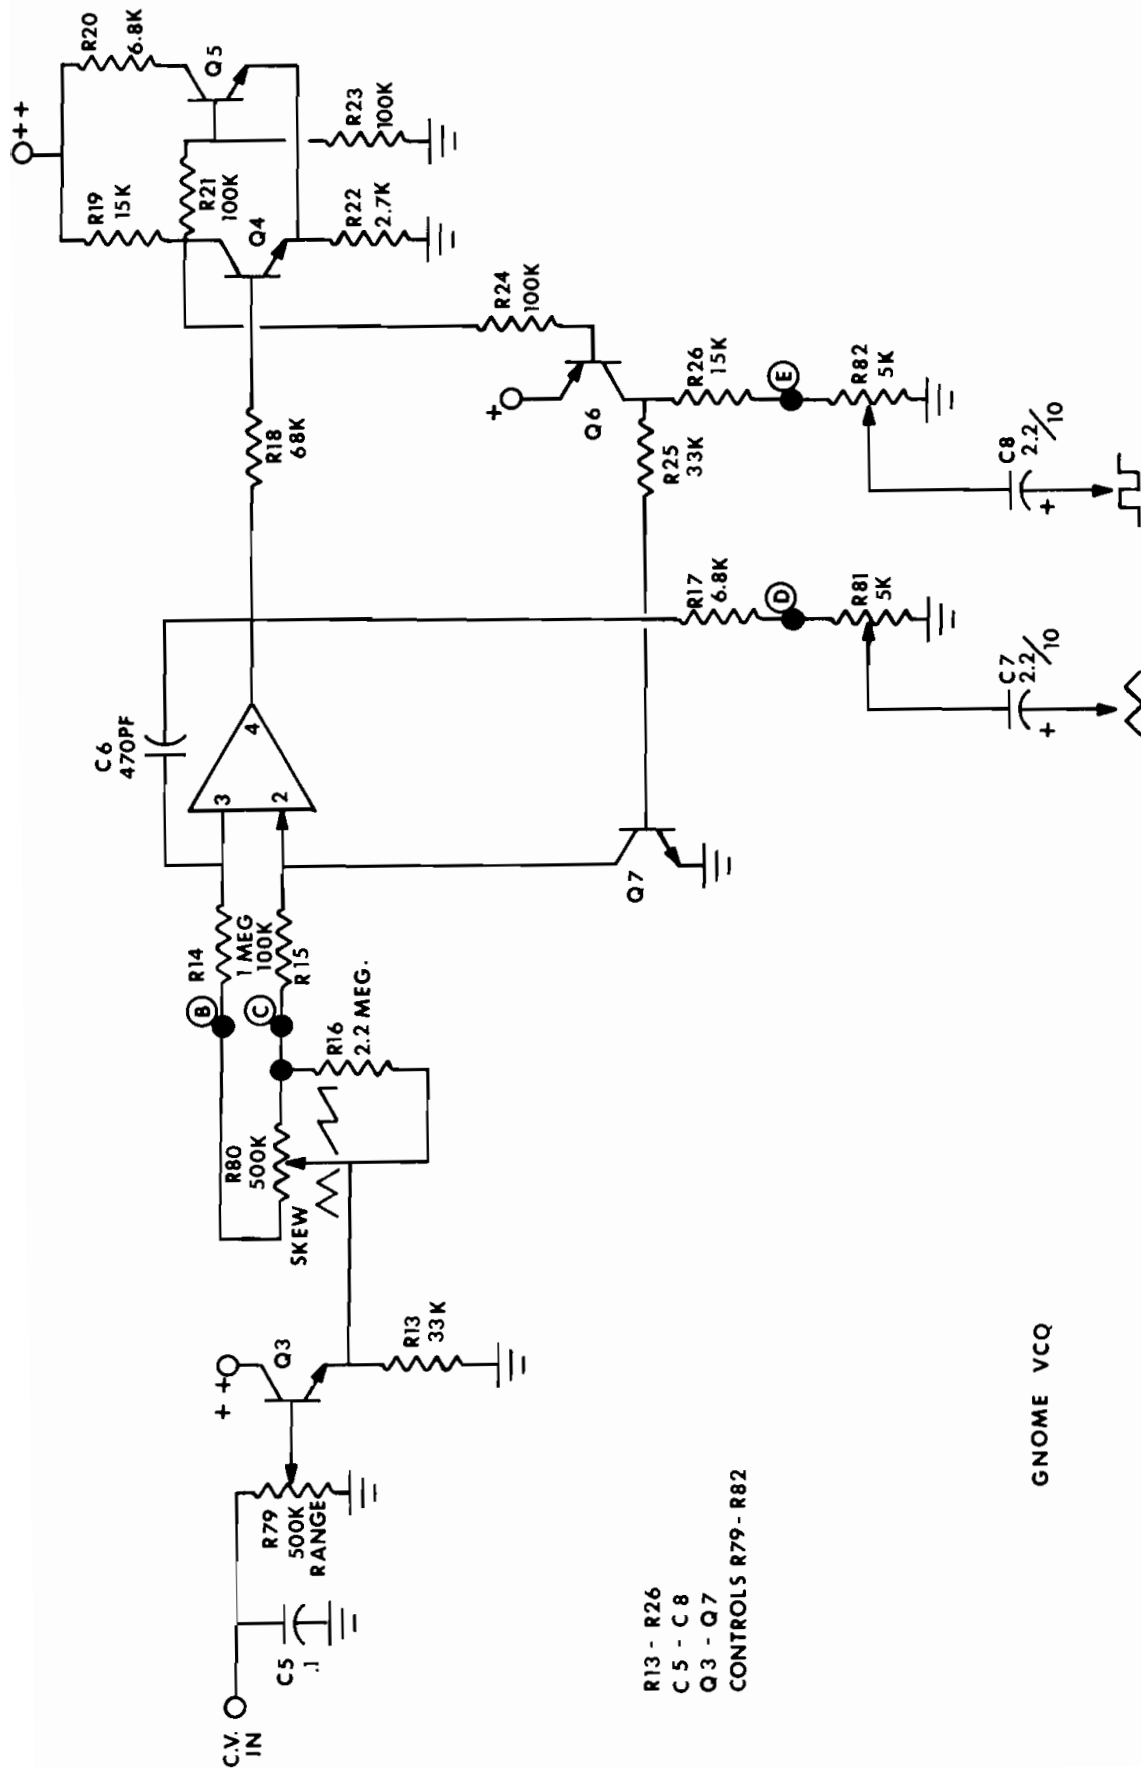 C.V.
IN
C5
.1
R79
500K
RANGE
+ +
Q3
R13
33K
R80
500K
SKEW
B
C
R14
1 MEG
100K
R15
R16
2.2 MEG.
C6
470PF
3
2
4
Q7
R18
68K
R17
6.8K
D
R81
5K
C7
2.2/10
+
R25
33K
+
Q6
R24
100K
R26
15K
E
R82
5K
C8
2.2/10
+
++
R19
15K
R20
6.8K
Q5
R21
100K
Q4
R22
2.7K
R23
100K
R13 - R26
C5 - C8
Q3 - Q7
CONTROLS R79 - R82
GNOME VCQ